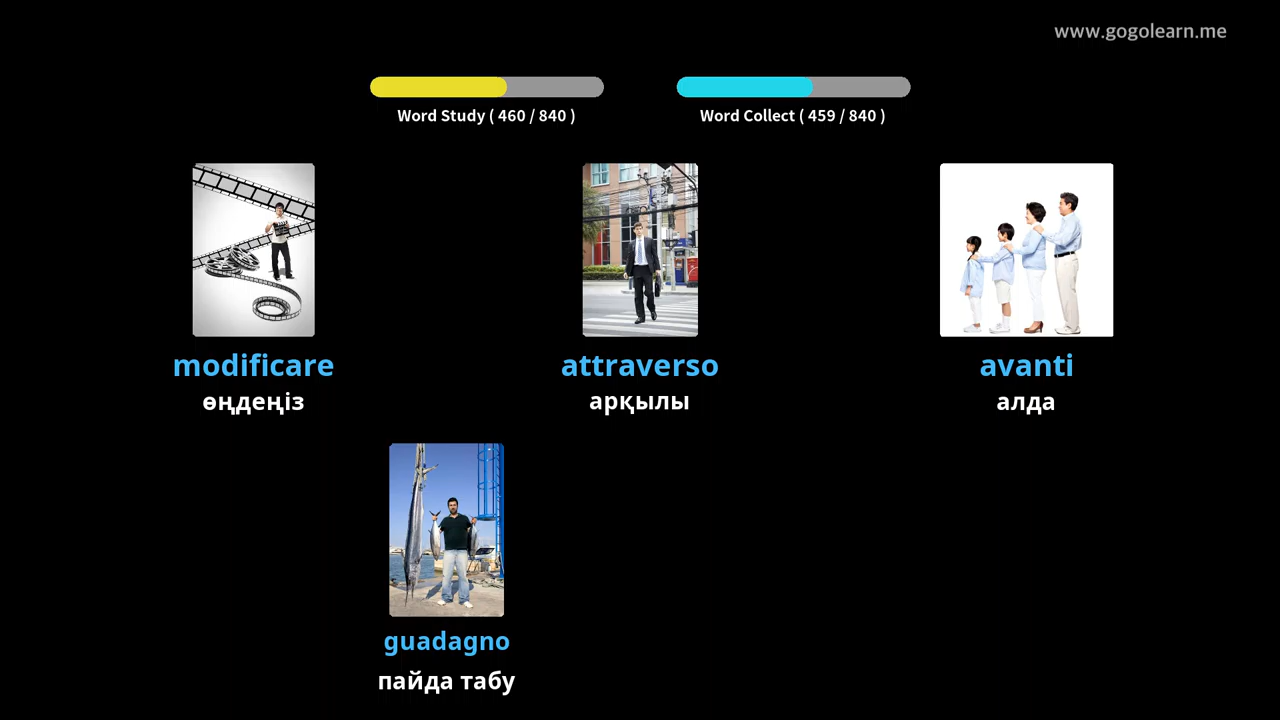 www.gogolearn.me
Word Study ( 460 / 840 )
Word Collect ( 459 / 840 )
modificare
өңдеңіз
attraverso
арқылы
avanti
алда
guadagno
пайда табу